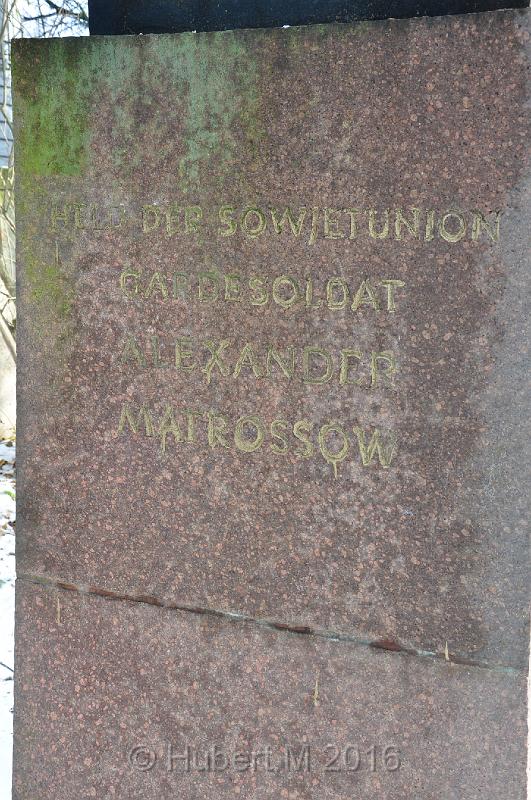 HELD DER SOWJETUNION
GARDESOLDAT
ALEXANDER
MATROSSOW
© Hubert.M 2016